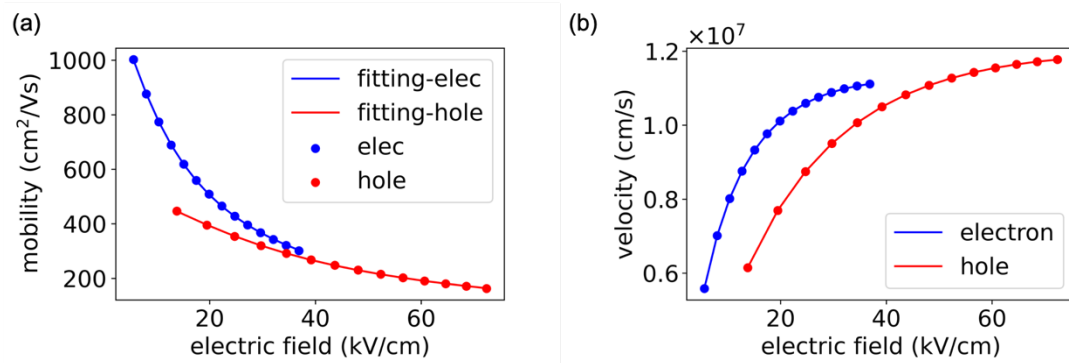 (a)
mobility (cm²/Vs)
1000
800
600
400
200
fitting-elec
fitting-hole
elec
hole
20 40 60
electric field (kV/cm)
(b)
×10⁷
velocity (cm/s)
1.2
1.0
0.8
0.6
electron
hole
20 40 60
electric field (kV/cm)